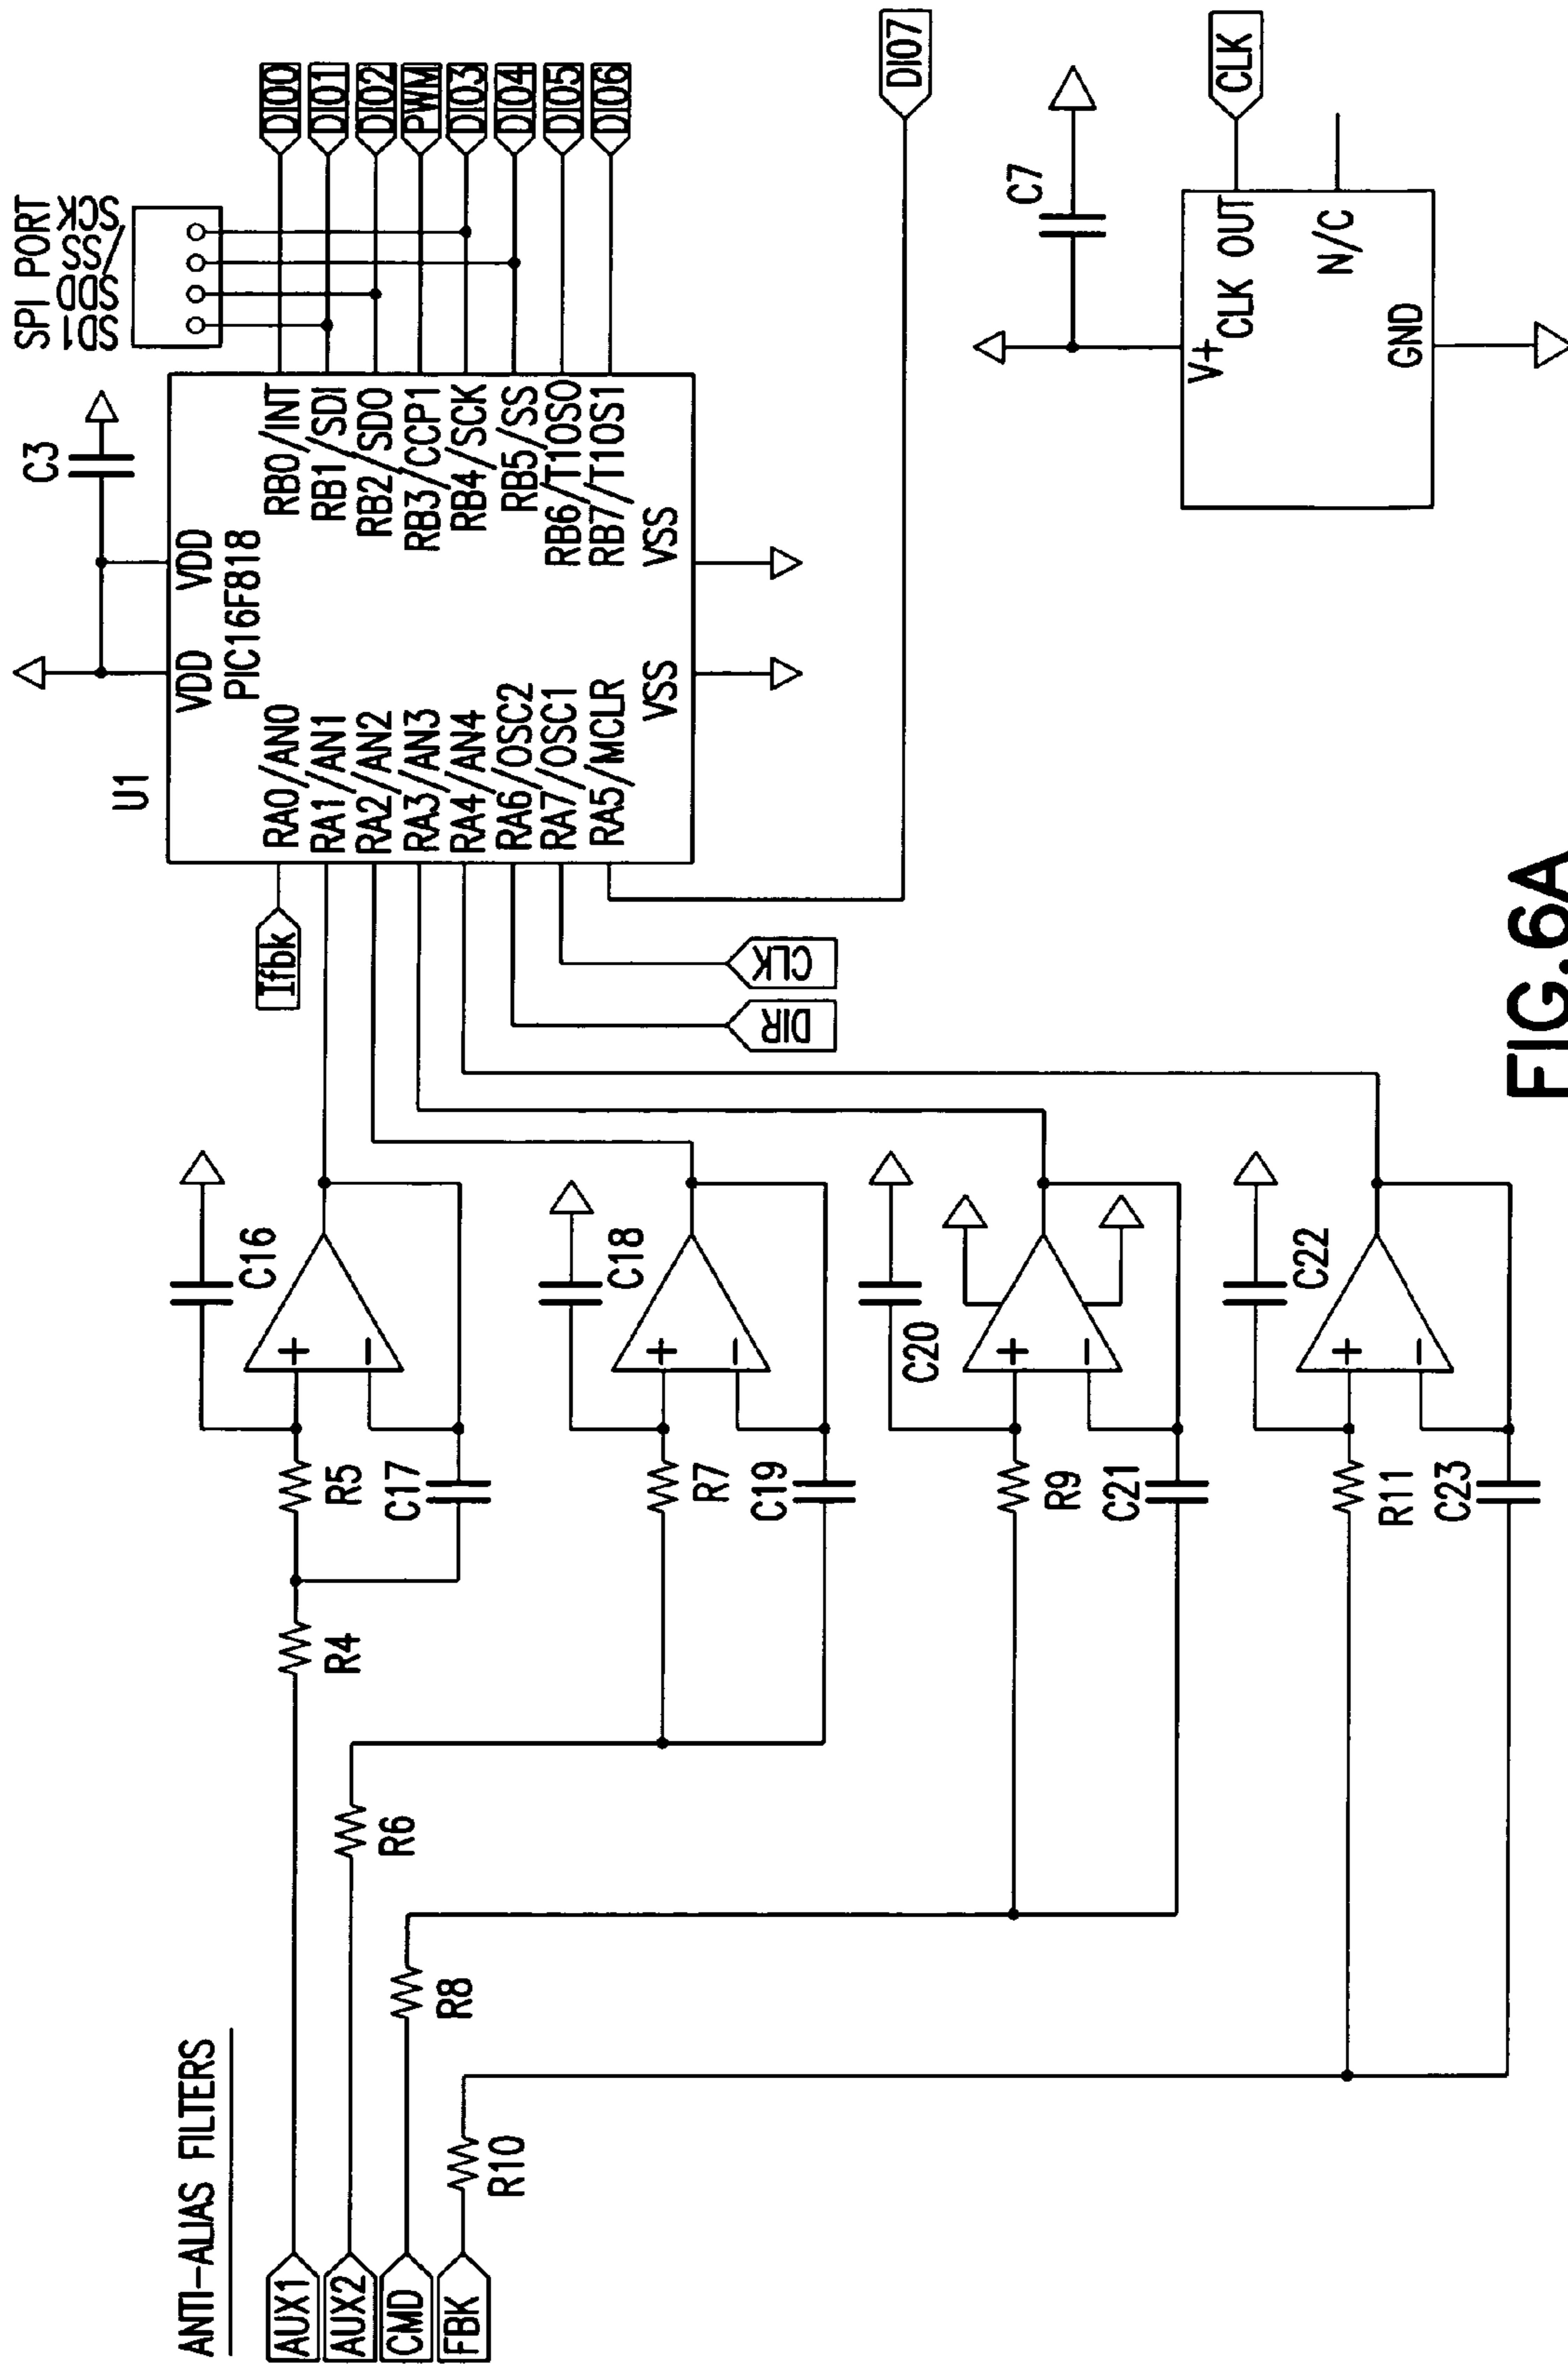 ANTI-ALIAS FILTERS
AUX1
AUX2
CMD
FBK
R4
R6
R8
R10
R5
C17
C16
R7
C19
C18
R9
C21
C20
R11
C23
C22
Ifbk
DIR
CLK
U1
VDD
VDD
PIC16F818
RA0/AN0
RA1/AN1
RA2/AN2
RA3/AN3
RA4/AN4
RA6/OSC2
RA7/OSC1
RA5/MCLR
VSS
VSS
RB0/INT
RB1/SDI
RB2/SDO
RB3/CCP1
RB4/SCK
RB5/SS
RB6/T1OSO
RB7/T1OS1
C3
SPI PORT
SD1
SDD
/SS
SCK
DIO0
DIO1
DIO2
PWM
DIO3
DIO4
DIO5
DIO6
DIO7
C7
V+
CLK OUT
N/C
GND
CLK
+
-
+
-
+
-
+
-
FIG.6A